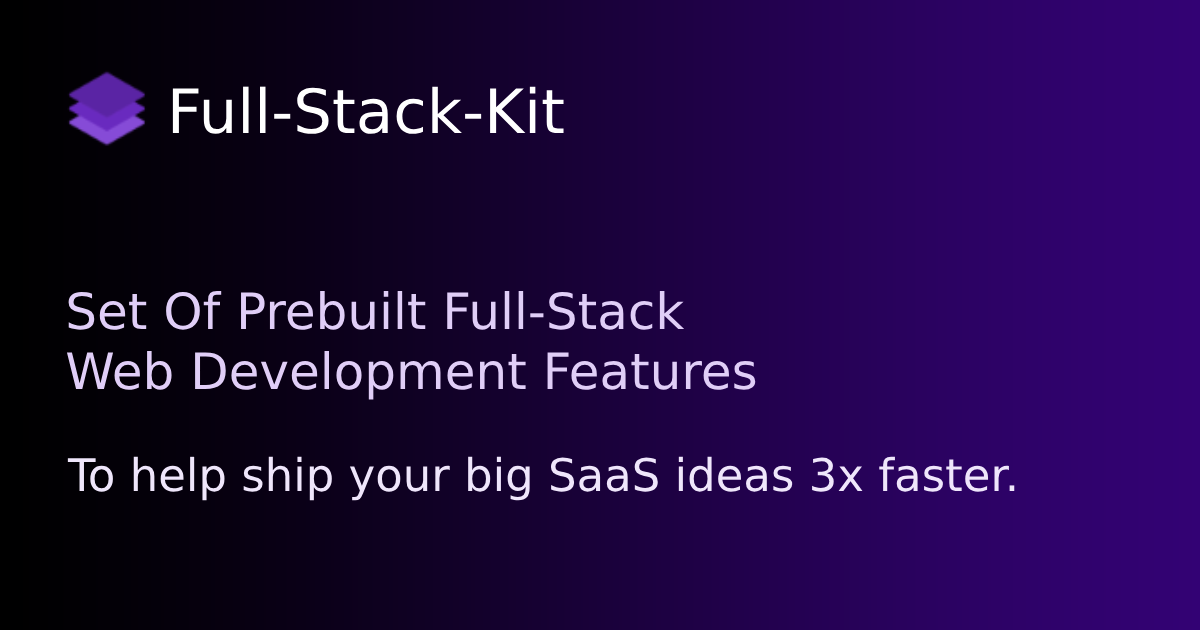 Full-Stack-Kit
Set Of Prebuilt Full-Stack
Web Development Features
To help ship your big SaaS ideas 3x faster.